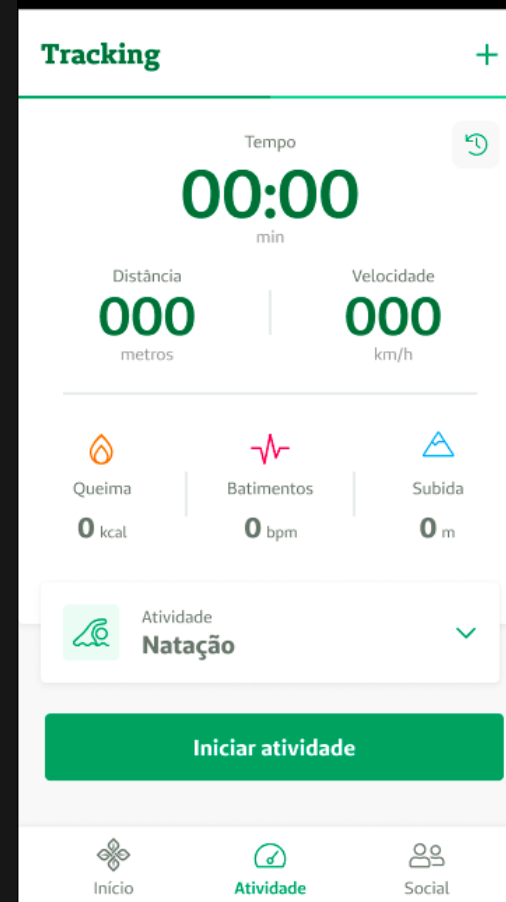 Tracking
+
Tempo
00:00
min
Distância
Velocidade
000
000
metros
km/h
Queima
Batimentos
Subida
0 kcal
0 bpm
0 m
Atividade
Natação
Iniciar atividade
Início
Atividade
Social